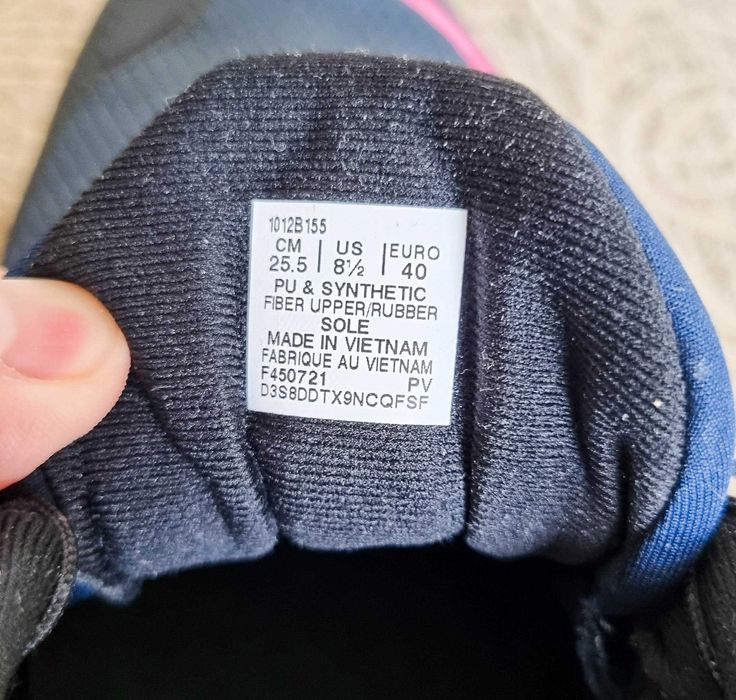 1012B155
CM | US | EURO
25.5 | 8½ | 40
PU & SYNTHETIC
FIBER UPPER/RUBBER
SOLE
MADE IN VIETNAM
FABRIQUE AU VIETNAM
F450721 PV
D3S8DDTX9NCQFSF